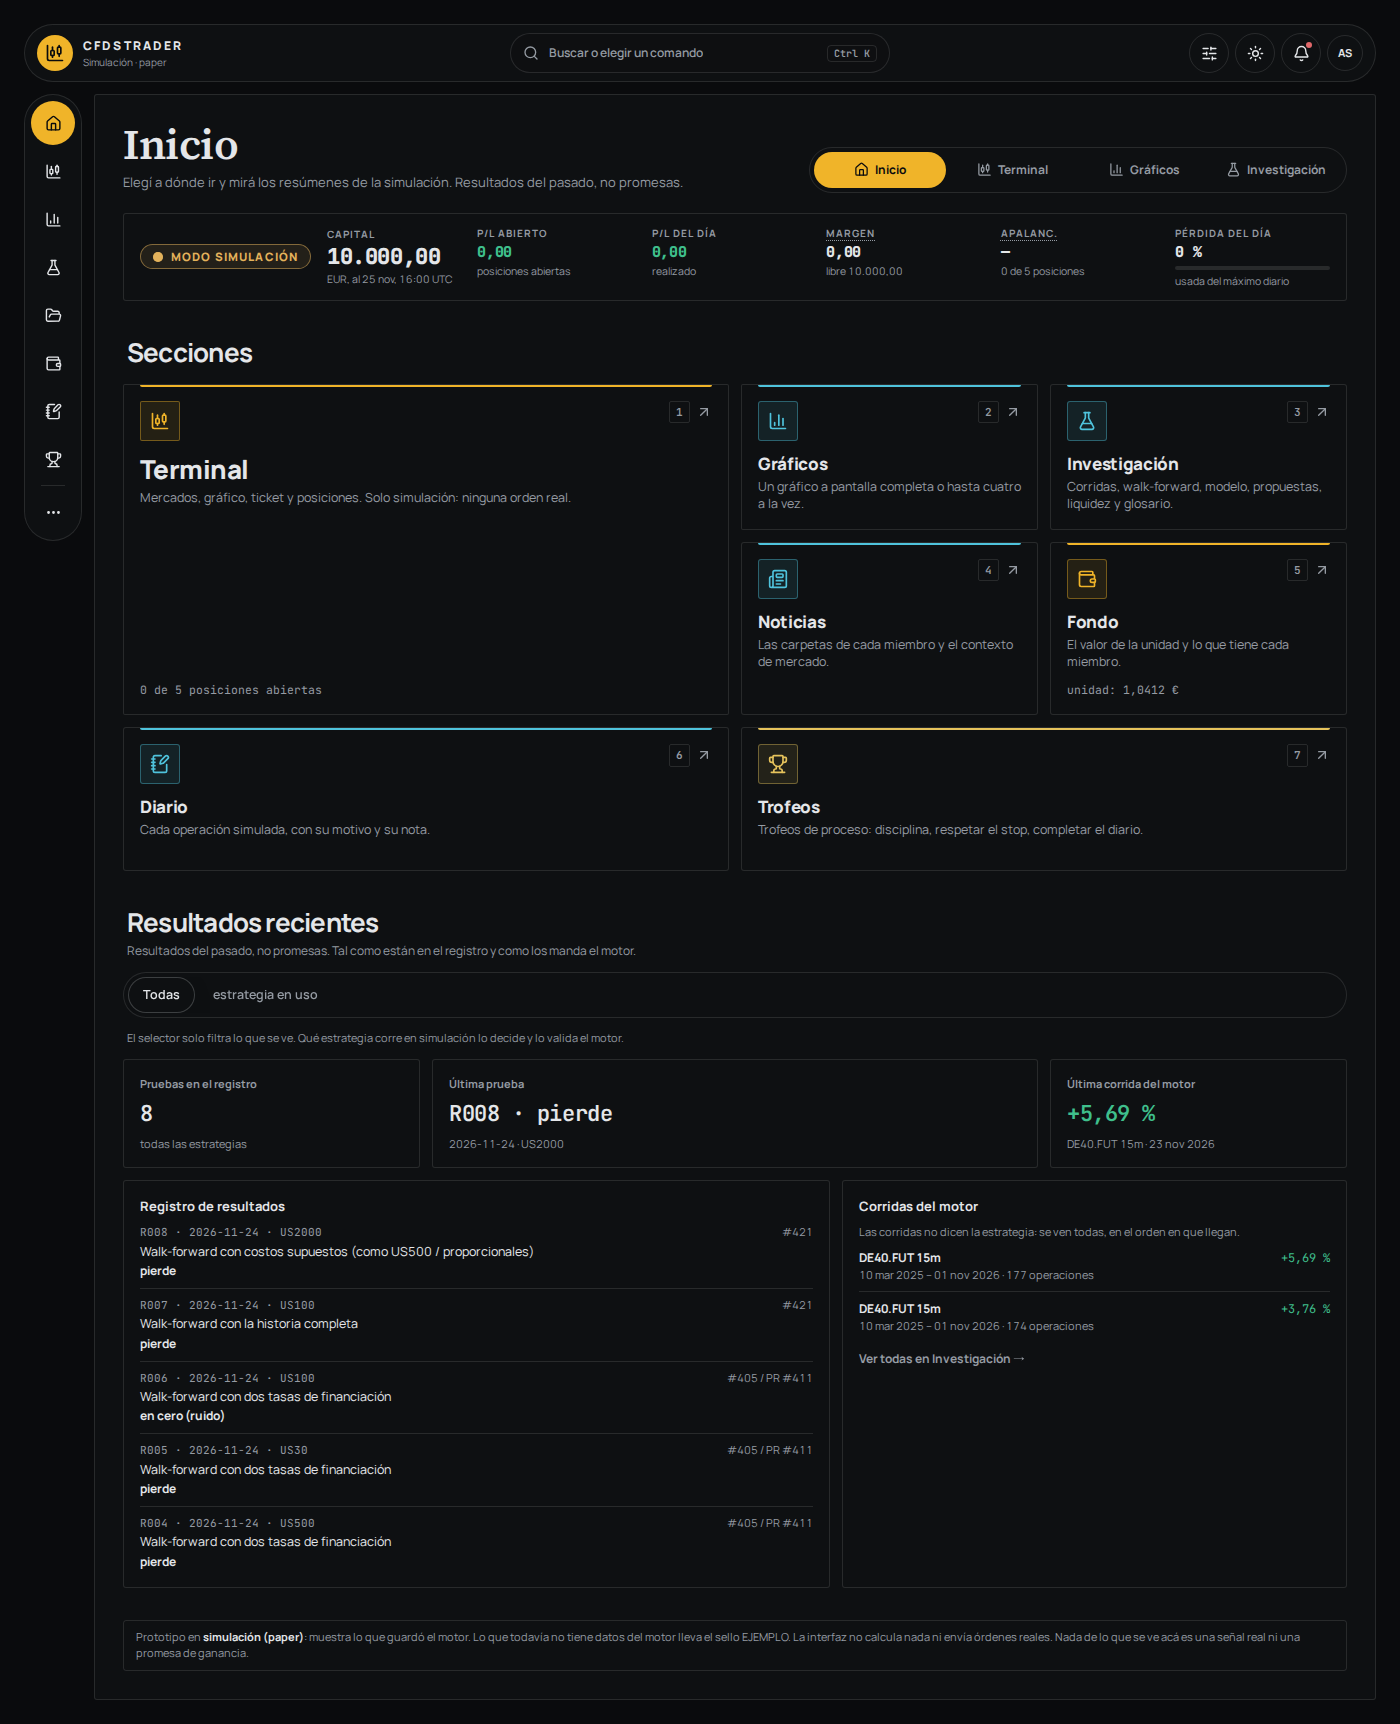 CFDSTRADER
Simulación · paper
Buscar o elegir un comando
Ctrl K
AS
Inicio
Elegí a dónde ir y mirá los resúmenes de la simulación. Resultados del pasado, no promesas.
Inicio
Terminal
Gráficos
Investigación
MODO SIMULACIÓN
CAPITAL
10.000,00
EUR, al 25 nov, 16:00 UTC
P/L ABIERTO
0,00
posiciones abiertas
P/L DEL DÍA
0,00
realizado
MARGEN
0,00
libre 10.000,00
APALANC.
—
0 de 5 posiciones
PÉRDIDA DEL DÍA
0 %
usada del máximo diario
Secciones
1
Terminal
Mercados, gráfico, ticket y posiciones. Solo simulación: ninguna orden real.
0 de 5 posiciones abiertas
2
Gráficos
Un gráfico a pantalla completa o hasta cuatro
a la vez.
3
Investigación
Corridas, walk-forward, modelo, propuestas,
liquidez y glosario.
4
Noticias
Las carpetas de cada miembro y el contexto
de mercado.
5
Fondo
El valor de la unidad y lo que tiene cada
miembro.
unidad: 1,0412 €
6
Diario
Cada operación simulada, con su motivo y su nota.
7
Trofeos
Trofeos de proceso: disciplina, respetar el stop, completar el diario.
Resultados recientes
Resultados del pasado, no promesas. Tal como están en el registro y como los manda el motor.
Todas
estrategia en uso
El selector solo filtra lo que se ve. Qué estrategia corre en simulación lo decide y lo valida el motor.
Pruebas en el registro
8
todas las estrategias
Última prueba
R008 · pierde
2026-11-24 · US2000
Última corrida del motor
+5,69 %
DE40.FUT 15m · 23 nov 2026
Registro de resultados
R008 · 2026-11-24 · US2000
#421
Walk-forward con costos supuestos (como US500 / proporcionales)
pierde
R007 · 2026-11-24 · US100
#421
Walk-forward con la historia completa
pierde
R006 · 2026-11-24 · US100
#405 / PR #411
Walk-forward con dos tasas de financiación
en cero (ruido)
R005 · 2026-11-24 · US30
#405 / PR #411
Walk-forward con dos tasas de financiación
pierde
R004 · 2026-11-24 · US500
#405 / PR #411
Walk-forward con dos tasas de financiación
pierde
Corridas del motor
Las corridas no dicen la estrategia: se ven todas, en el orden en que llegan.
DE40.FUT 15m
+5,69 %
10 mar 2025 – 01 nov 2026 · 177 operaciones
DE40.FUT 15m
+3,76 %
10 mar 2025 – 01 nov 2026 · 174 operaciones
Ver todas en Investigación →
Prototipo en simulación (paper): muestra lo que guardó el motor. Lo que todavía no tiene datos del motor lleva el sello EJEMPLO. La interfaz no calcula nada ni envía órdenes reales. Nada de lo que se ve acá es una señal real ni una
promesa de ganancia.